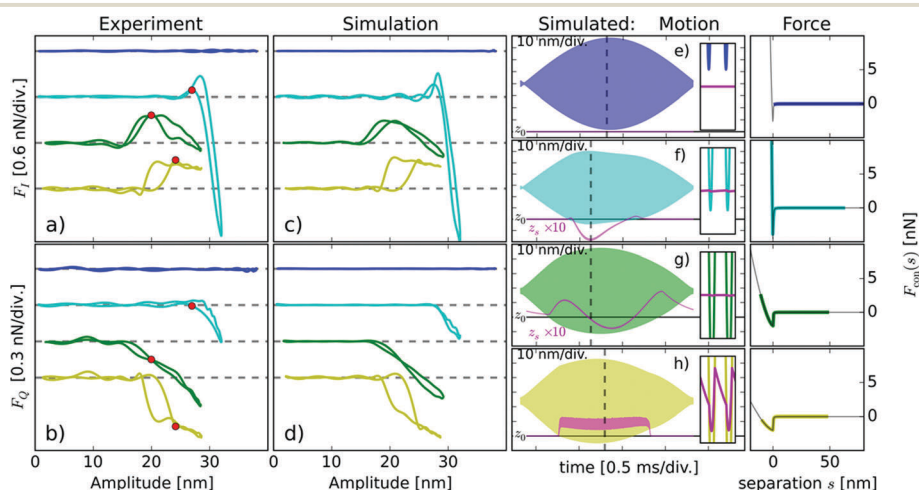 Experiment
Simulation
Simulated: Motion
Force
F_I [0.6 nN/div.]
a)
c)
10 nm/div.
e)
z_0
5
0
10 nm/div.
f)
z_0
z_s ×10
5
0
F_Q [0.3 nN/div.]
b)
d)
10 nm/div.
g)
z_0
z_s ×10
5
0
10 nm/div.
h)
z_0
5
0
F_con(s) [nN]
0 10 20 30
0 10 20 30
0 50
Amplitude [nm]
Amplitude [nm]
time [0.5 ms/div.]
separation s [nm]